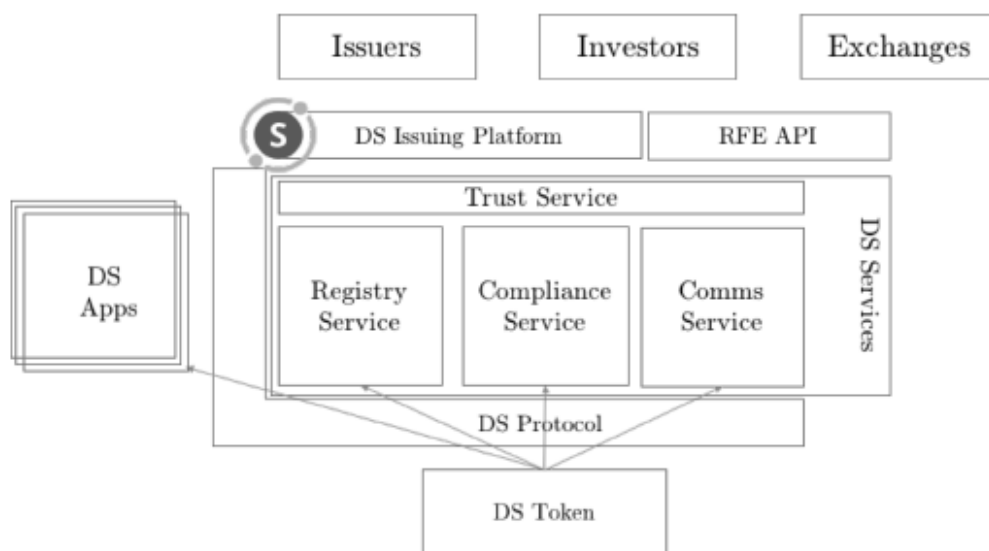 Issuers
Investors
Exchanges
S
DS Issuing Platform
RFE API
Trust Service
DS
Apps
Registry
Service
Compliance
Service
Comms
Service
DS Services
DS Protocol
DS Token